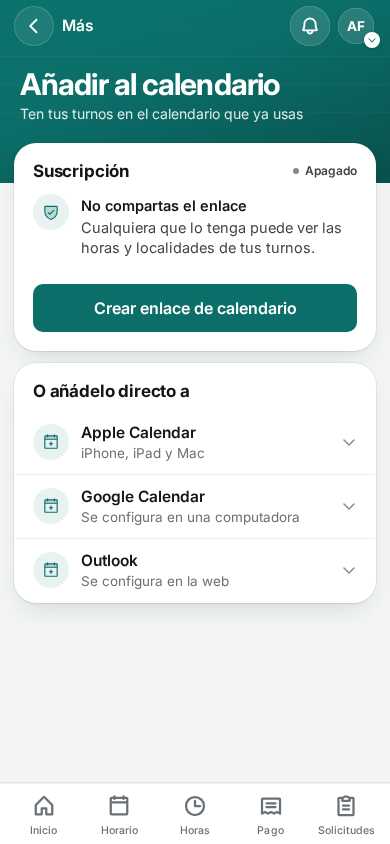 Más
AF
Añadir al calendario
Ten tus turnos en el calendario que ya usas
Suscripción
Apagado
No compartas el enlace
Cualquiera que lo tenga puede ver las
horas y localidades de tus turnos.
Crear enlace de calendario
O añádelo directo a
Apple Calendar
iPhone, iPad y Mac
Google Calendar
Se configura en una computadora
Outlook
Se configura en la web
Inicio
Horario
Horas
Pago
Solicitudes